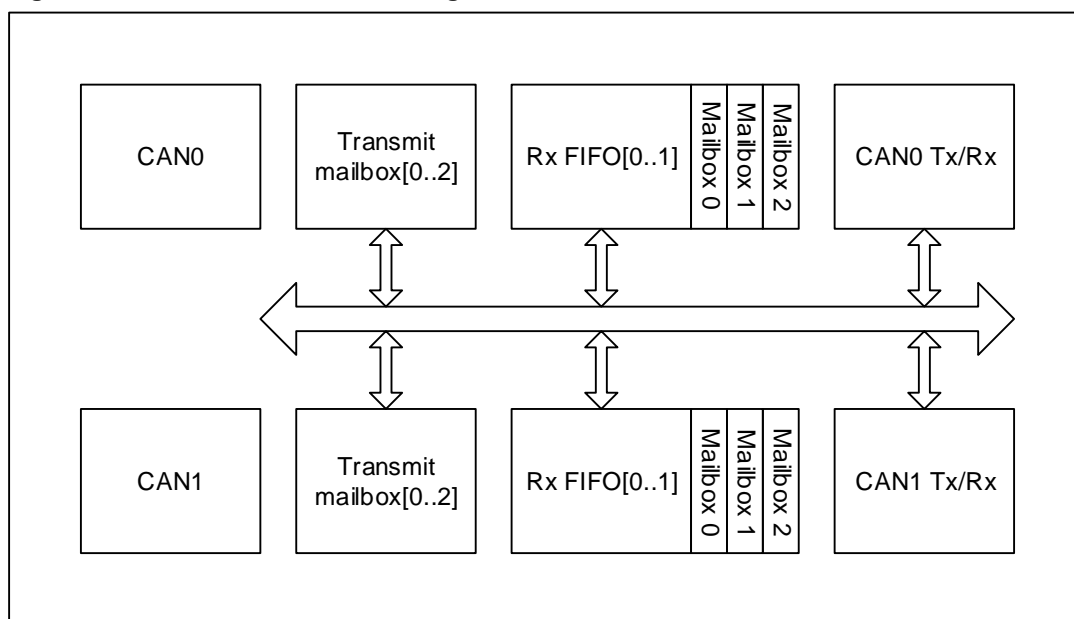 CAN0
Transmit
mailbox[0..2]
Rx FIFO[0..1]
Mailbox 0
Mailbox 1
Mailbox 2
CAN0 Tx/Rx
CAN1
Transmit
mailbox[0..2]
Rx FIFO[0..1]
Mailbox 0
Mailbox 1
Mailbox 2
CAN1 Tx/Rx